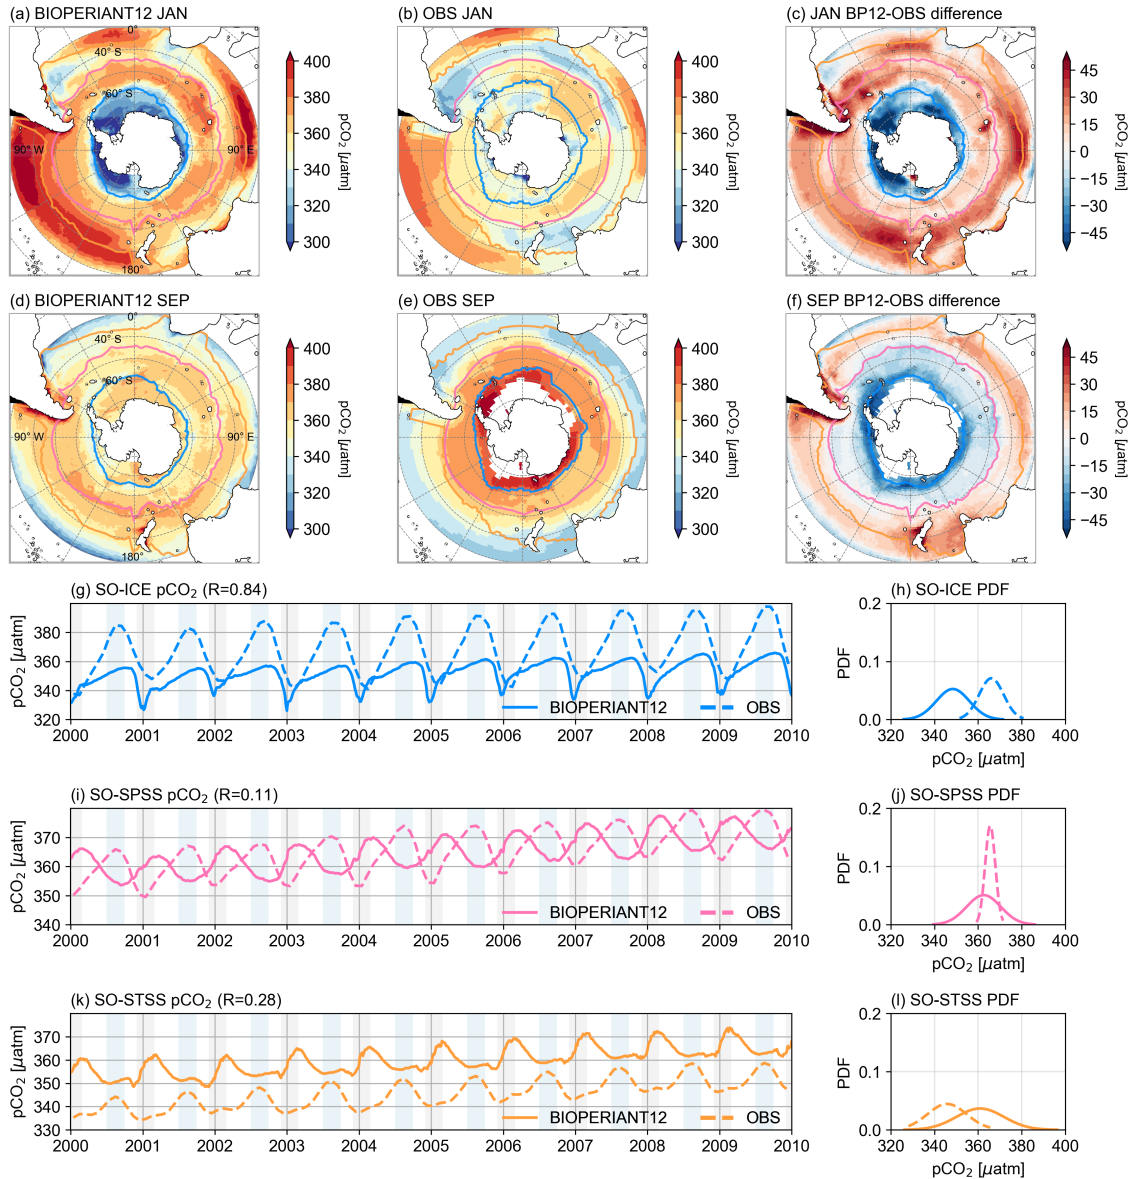 (a) BIOPERIANT12 JAN
(b) OBS JAN
(c) JAN BP12-OBS difference
0°
40° S
60° S
90° W
90° E
180°
400
380
360
340
320
300
pCO₂ [μatm]
400
380
360
340
320
300
pCO₂ [μatm]
45
30
15
0
−15
−30
−45
pCO₂ [μatm]
(d) BIOPERIANT12 SEP
(e) OBS SEP
(f) SEP BP12-OBS difference
0°
40° S
60° S
90° W
90° E
180°
400
380
360
340
320
300
pCO₂ [μatm]
400
380
360
340
320
300
pCO₂ [μatm]
45
30
15
0
−15
−30
−45
pCO₂ [μatm]
(g) SO-ICE pCO₂ (R=0.84)
pCO₂ [μatm]
380
360
340
320
BIOPERIANT12 OBS
2000 2001 2002 2003 2004 2005 2006 2007 2008 2009 2010
(h) SO-ICE PDF
PDF
0.2
0.1
0.0
320 340 360 380 400
pCO₂ [μatm]
(i) SO-SPSS pCO₂ (R=0.11)
pCO₂ [μatm]
370
360
350
340
BIOPERIANT12 OBS
2000 2001 2002 2003 2004 2005 2006 2007 2008 2009 2010
(j) SO-SPSS PDF
PDF
0.2
0.1
0.0
320 340 360 380 400
pCO₂ [μatm]
(k) SO-STSS pCO₂ (R=0.28)
pCO₂ [μatm]
370
360
350
340
330
BIOPERIANT12 OBS
2000 2001 2002 2003 2004 2005 2006 2007 2008 2009 2010
(l) SO-STSS PDF
PDF
0.2
0.1
0.0
320 340 360 380 400
pCO₂ [μatm]